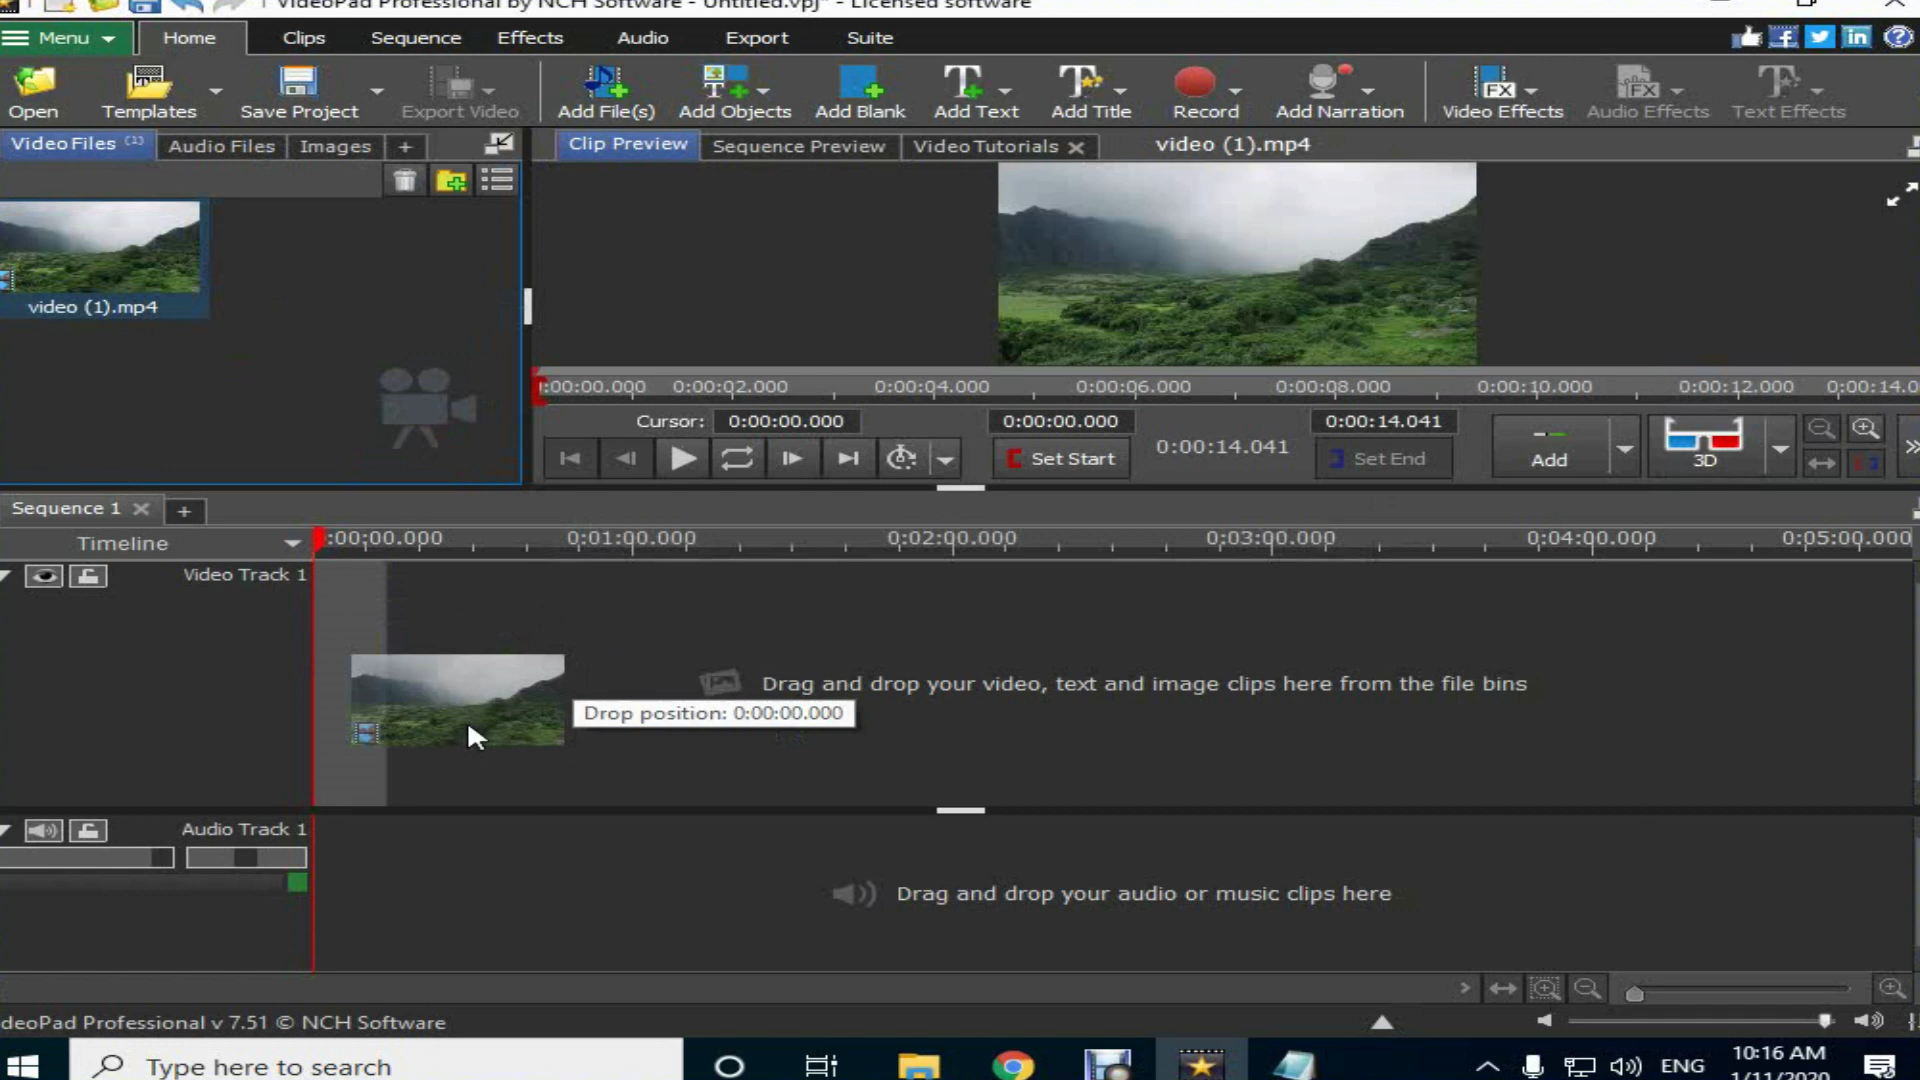 VideoPad Professional by NCH Software - Untitled.vpj* - Licensed software
Menu Home Clips Sequence Effects Audio Export Suite
Open Templates Save Project Export Video Add File(s) Add Objects Add Blank Add Text Add Title Record Add Narration Video Effects Audio Effects Text Effects
Video Files (1) Audio Files Images + Clip Preview Sequence Preview Video Tutorials video (1).mp4
video (1).mp4
:00:00.000 0:00:02.000 0:00:04.000 0:00:06.000 0:00:08.000 0:00:10.000 0:00:12.000 0:00:14.0
Cursor: 0:00:00.000 0:00:00.000 0:00:14.041
Set Start 0:00:14.041 Set End Add 3D
Sequence 1 +
Timeline :00:00.000 0:01:00.000 0:02:00.000 0:03:00.000 0:04:00.000 0:05:00.000
Video Track 1
Drag and drop your video, text and image clips here from the file bins
Drop position: 0:00:00.000
Audio Track 1
Drag and drop your audio or music clips here
deoPad Professional v 7.51 © NCH Software
Type here to search ENG 10:16 AM
1/11/2020